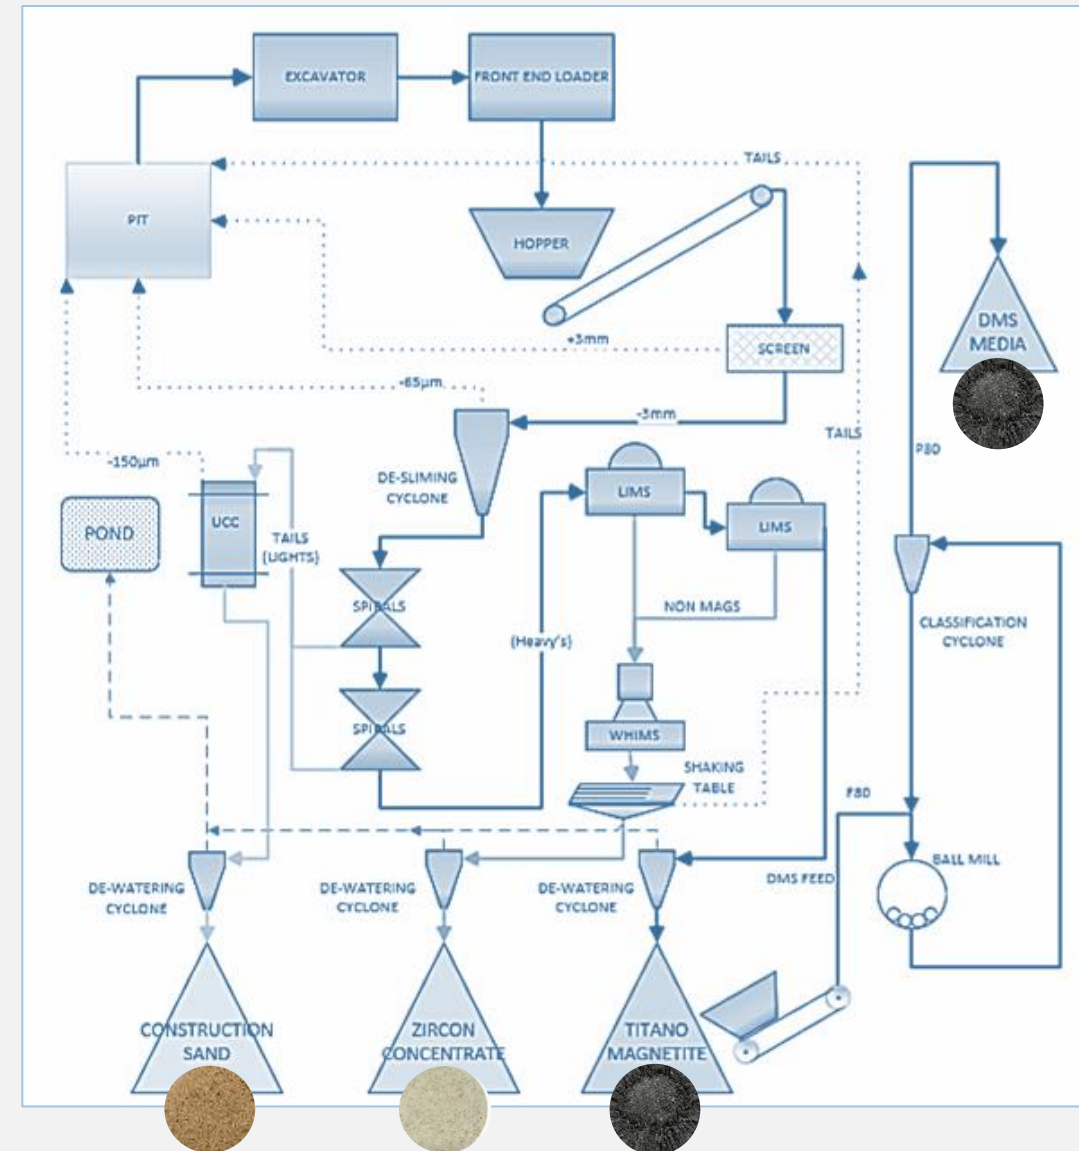 EXCAVATOR
FRONT END LOADER
TAILS
PIT
HOPPER
DMS
MEDIA
+3mm
SCREEN
-65µm
-3mm
TAILS
P80
-150µm
DE-SLIMING
CYCLONE
LIMS
UCC
POND
LIMS
TAILS
(LIGHTS)
SPIRALS
NON MAGS
CLASSIFICATION
CYCLONE
(Heavy's)
SPIRALS
WHIMS
SHAKING
TABLE
F80
BALL MILL
DE-WATERING
CYCLONE
DE-WATERING
CYCLONE
DE-WATERING
CYCLONE
DMS FEED
CONSTRUCTION
SAND
ZIRCON
CONCENTRATE
TITANO
MAGNETITE